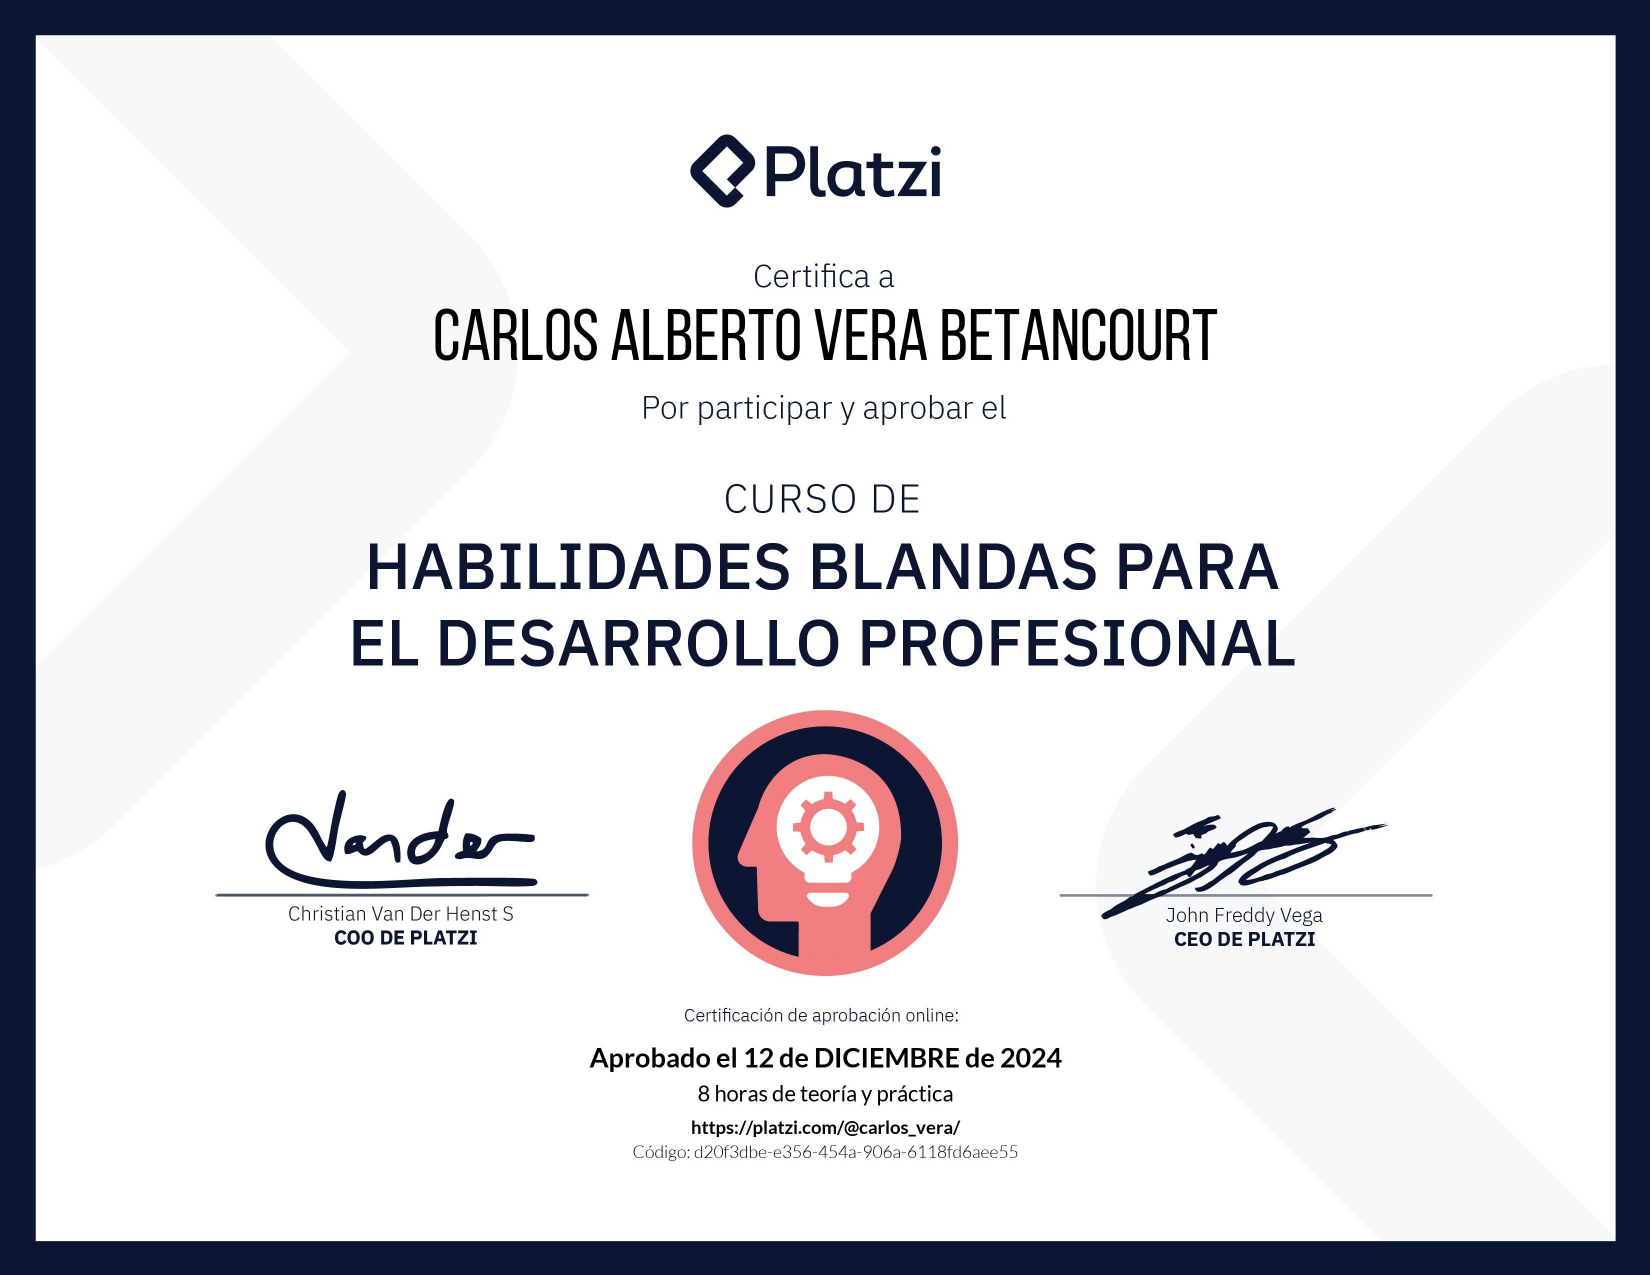 Platzi
Certifica a
CARLOS ALBERTO VERA BETANCOURT
Por participar y aprobar el
CURSO DE
HABILIDADES BLANDAS PARA
EL DESARROLLO PROFESIONAL
Vander
Christian Van Der Henst S
COO DE PLATZI
John Freddy Vega
CEO DE PLATZI
Certificación de aprobación online:
Aprobado el 12 de DICIEMBRE de 2024
8 horas de teoría y práctica
https://platzi.com/@carlos_vera/
Código: d20f3dbe-e356-454a-906a-6118fd6aee55